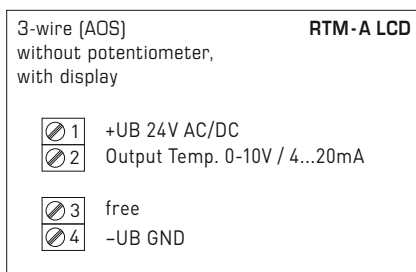 3-wire (AOS) RTM-A LCD
without potentiometer,
with display
1 +UB 24V AC/DC
2 Output Temp. 0-10V / 4...20mA
3 free
4 –UB GND